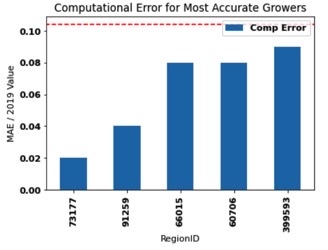 Computational Error for Most Accurate Growers
Comp Error
MAE / 2019 Value
0.10
0.08
0.06
0.04
0.02
0.00
73177
91259
66015
60706
399593
RegionID